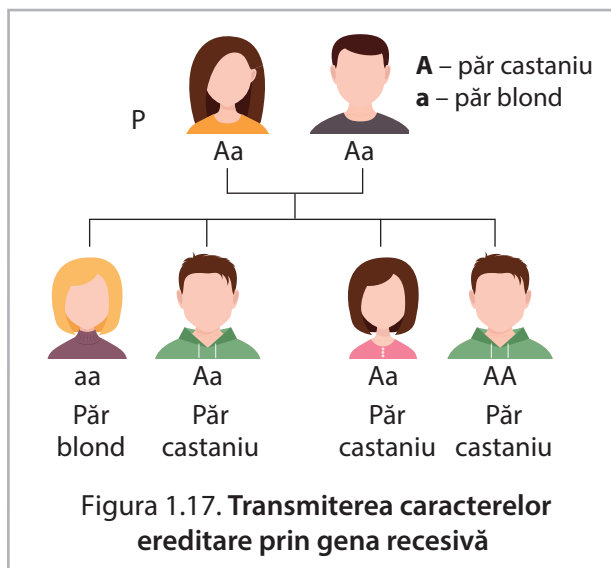 A – păr castaniu
a – păr blond
P
Aa Aa
aa Aa Aa AA
Păr Păr Păr Păr
blond castaniu castaniu castaniu
Figura 1.17. Transmiterea caracterelor
ereditare prin gena recesivă